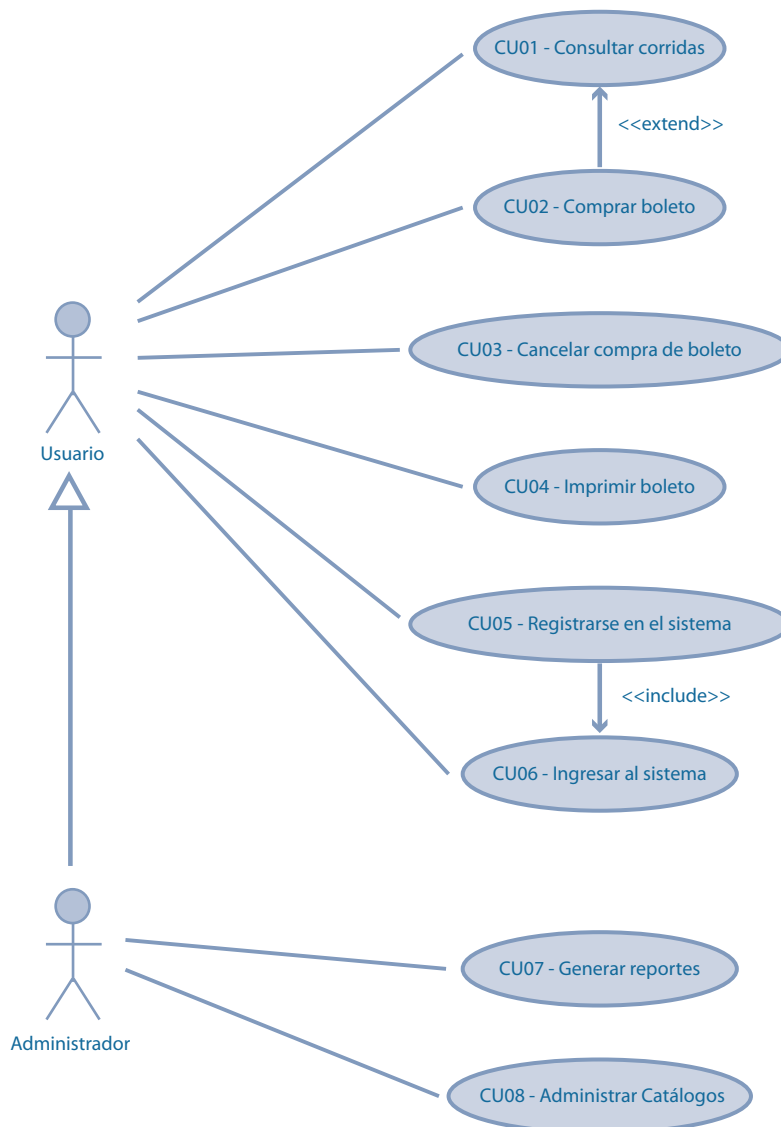 CU01 - Consultar corridas
<<extend>>
CU02 - Comprar boleto
CU03 - Cancelar compra de boleto
Usuario
CU04 - Imprimir boleto
CU05 - Registrarse en el sistema
<<include>>
CU06 - Ingresar al sistema
CU07 - Generar reportes
Administrador
CU08 - Administrar Catálogos